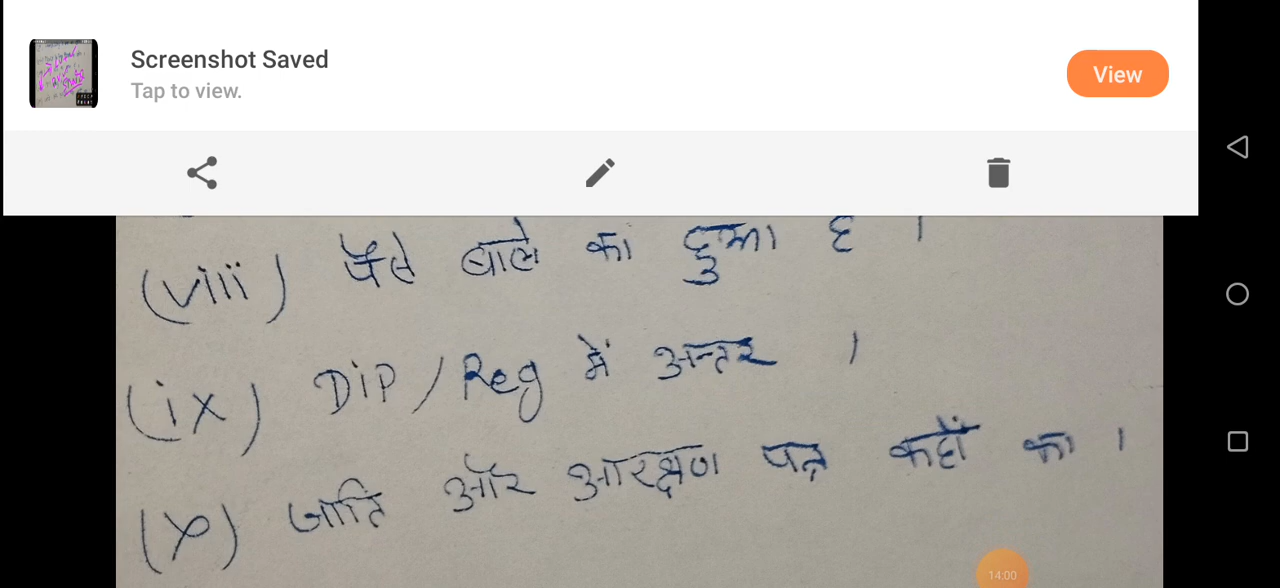 Screenshot Saved
Tap to view.
View
(viii) पैसे वाले का हुआ है ।
(ix) DiP/Reg में अन्तर ।
(x) जाति और आरक्षण पत्र कहाँ का ।
14:00